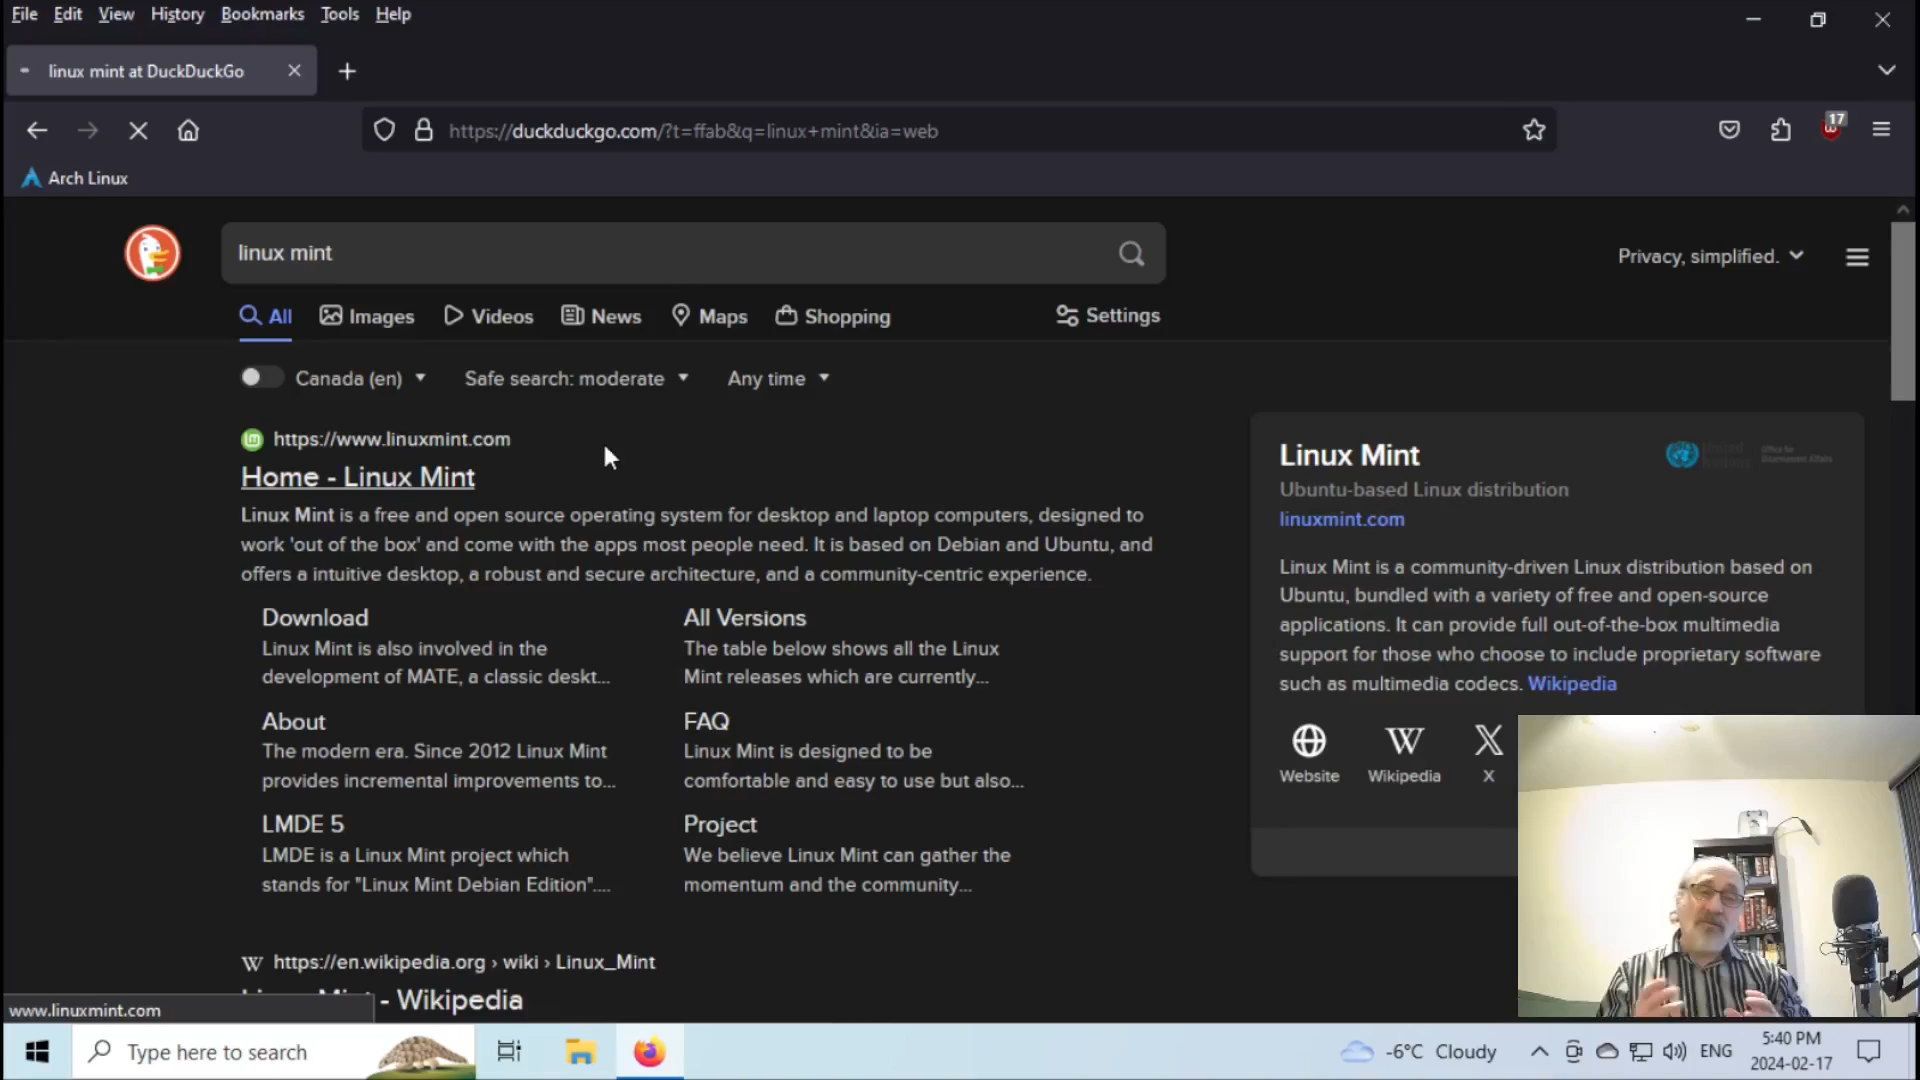 File Edit View History Bookmarks Tools Help
linux mint at DuckDuckGo
https://duckduckgo.com/?t=ffab&q=linux+mint&ia=web
17
Arch Linux
linux mint
Privacy, simplified.
All Images Videos News Maps Shopping Settings
Canada (en) Safe search: moderate Any time
https://www.linuxmint.com
Home - Linux Mint
Linux Mint is a free and open source operating system for desktop and laptop computers, designed to
work 'out of the box' and come with the apps most people need. It is based on Debian and Ubuntu, and
offers a intuitive desktop, a robust and secure architecture, and a community-centric experience.
Download
Linux Mint is also involved in the
development of MATE, a classic deskt...
All Versions
The table below shows all the Linux
Mint releases which are currently...
About
The modern era. Since 2012 Linux Mint
provides incremental improvements to...
FAQ
Linux Mint is designed to be
comfortable and easy to use but also...
LMDE 5
LMDE is a Linux Mint project which
stands for "Linux Mint Debian Edition"....
Project
We believe Linux Mint can gather the
momentum and the community...
https://en.wikipedia.org › wiki › Linux_Mint
- Wikipedia
www.linuxmint.com
Linux Mint
Ubuntu-based Linux distribution
linuxmint.com
Linux Mint is a community-driven Linux distribution based on
Ubuntu, bundled with a variety of free and open-source
applications. It can provide full out-of-the-box multimedia
support for those who choose to include proprietary software
such as multimedia codecs. Wikipedia
Website Wikipedia X
Type here to search
-6°C Cloudy
ENG
5:40 PM
2024-02-17